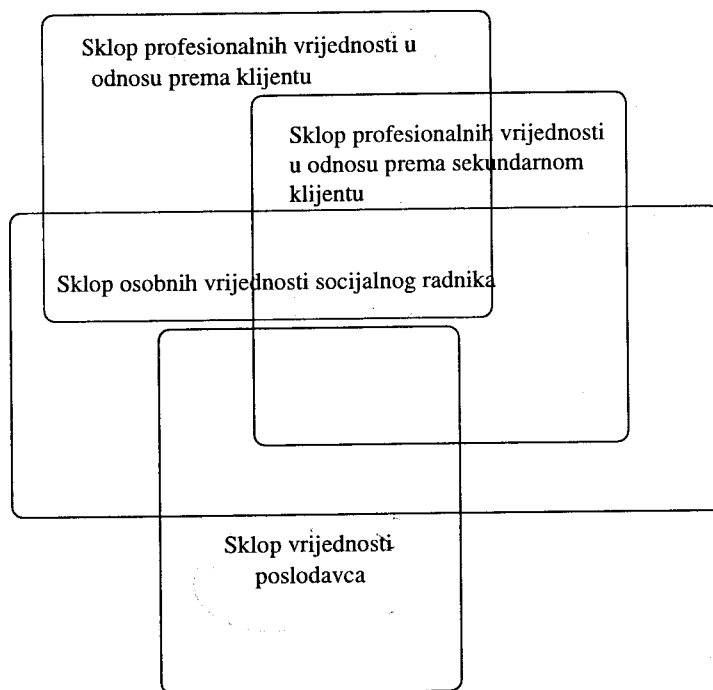 Sklop profesionalnih vrijednosti u
odnosu prema klijentu
Sklop profesionalnih vrijednosti
u odnosu prema sekundarnom
klijentu
Sklop osobnih vrijednosti socijalnog radnika
Sklop vrijednosti
poslodavca